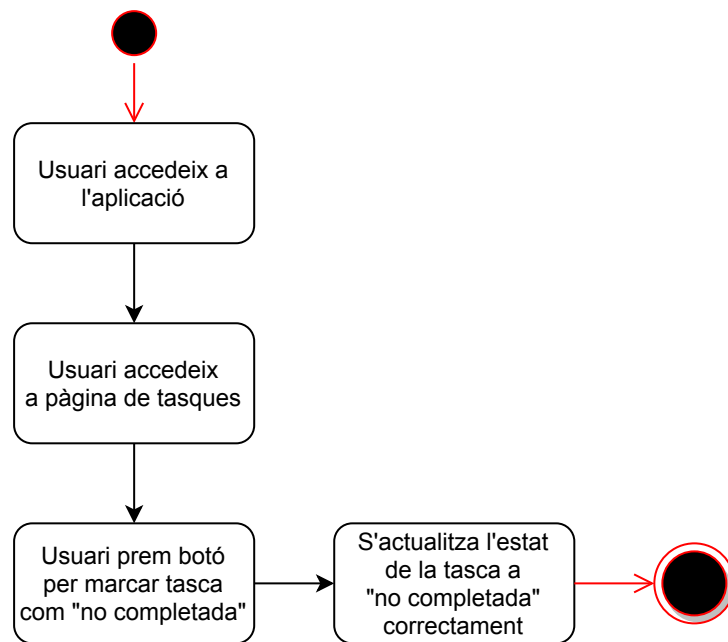 Usuari accedeix a
l'aplicació
Usuari accedeix
a pàgina de tasques
Usuari prem botó
per marcar tasca
com "no completada"
S'actualitza l'estat
de la tasca a
"no completada"
correctament